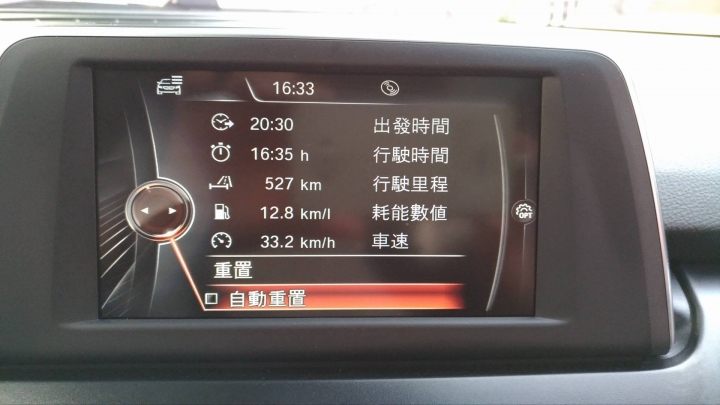 16:33
20:30 出發時間
16:35 h 行駛時間
527 km 行駛里程
12.8 km/l 耗能數值
33.2 km/h 車速
OPT
重置
自動重置